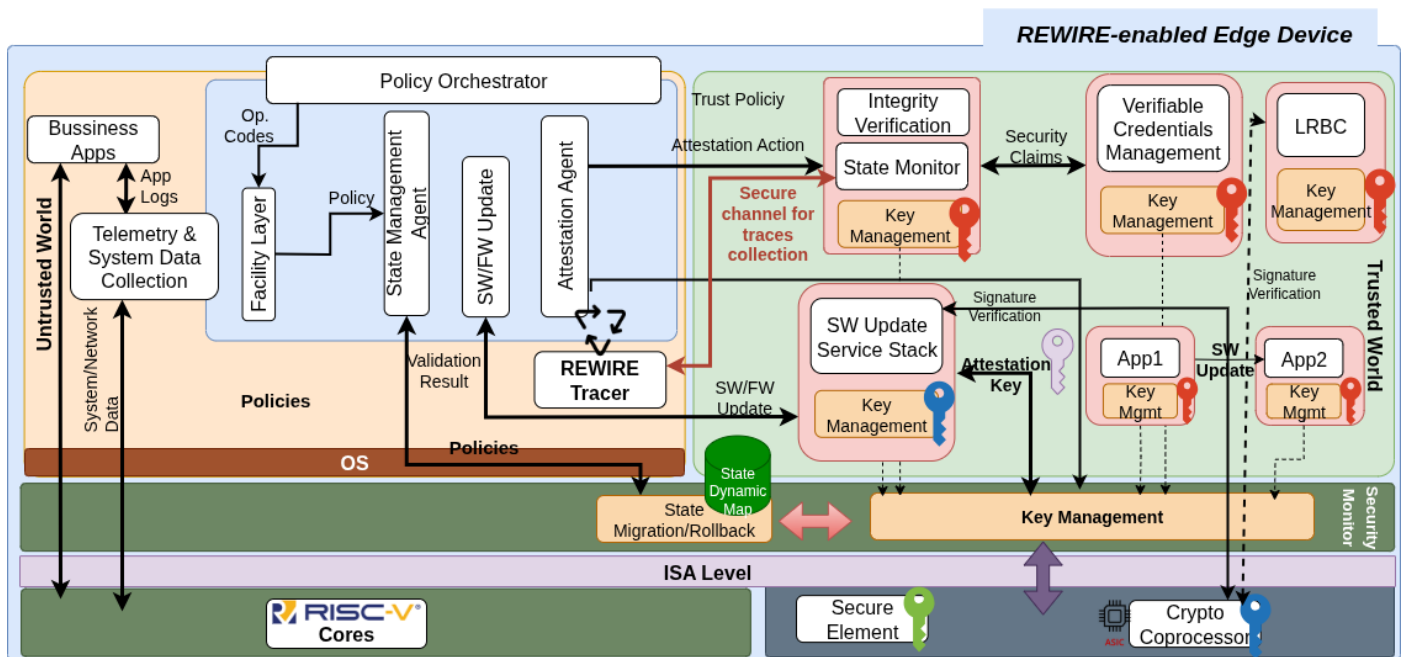 REWIRE-enabled Edge Device
Policy Orchestrator
Op.
Codes
Bussiness
Apps
App
Logs
Telemetry &
System Data
Collection
Untrusted World
System/Network
Data
Facility Layer
Policy
State Management
Agent
SW/FW Update
Attestation Agent
Validation
Result
REWIRE
Tracer
Policies
Policies
OS
Trust Policiy
Attestation Action
Secure
channel for
traces
collection
Integrity
Verification
State Monitor
Key
Management
Security
Claims
Verifiable
Credentials
Management
Key
Management
LRBC
Key
Management
Signature
Verification
Trusted World
SW Update
Service Stack
Key
Management
Signature
Verification
Attestation
Key
SW/FW
Update
App1
Key
Mgmt
SW
Update
App2
Key
Mgmt
State
Dynamic
Map
State
Migration/Rollback
Key Management
Security
Monitor
ISA Level
RISC-V®
Cores
Secure
Element
ASIC
Crypto
Coprocessor